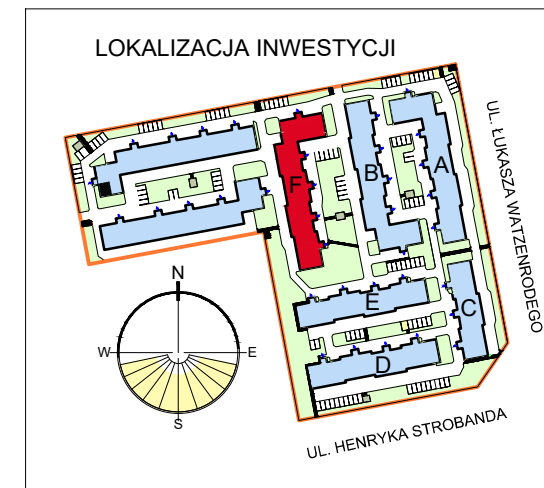 LOKALIZACJA INWESTYCJI
UL. ŁUKASZA WATZENRODEGO
F
B
A
E
C
D
N
W
E
S
UL. HENRYKA STROBANDA